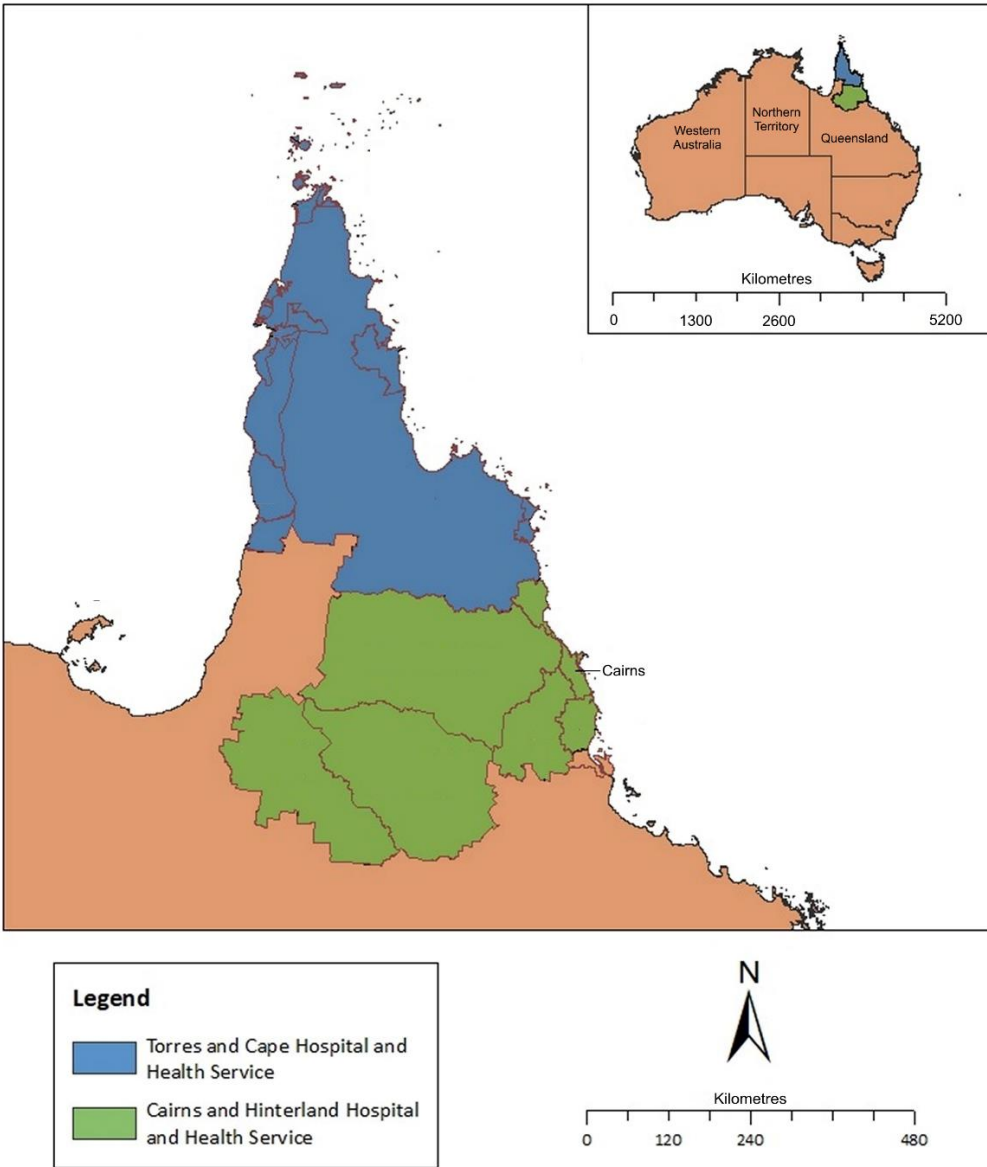 Western
Australia
Northern
Territory
Queensland
Kilometres
0 1300 2600 5200
Cairns
Legend
Torres and Cape Hospital and
Health Service
Cairns and Hinterland Hospital
and Health Service
N
Kilometres
0 120 240 480